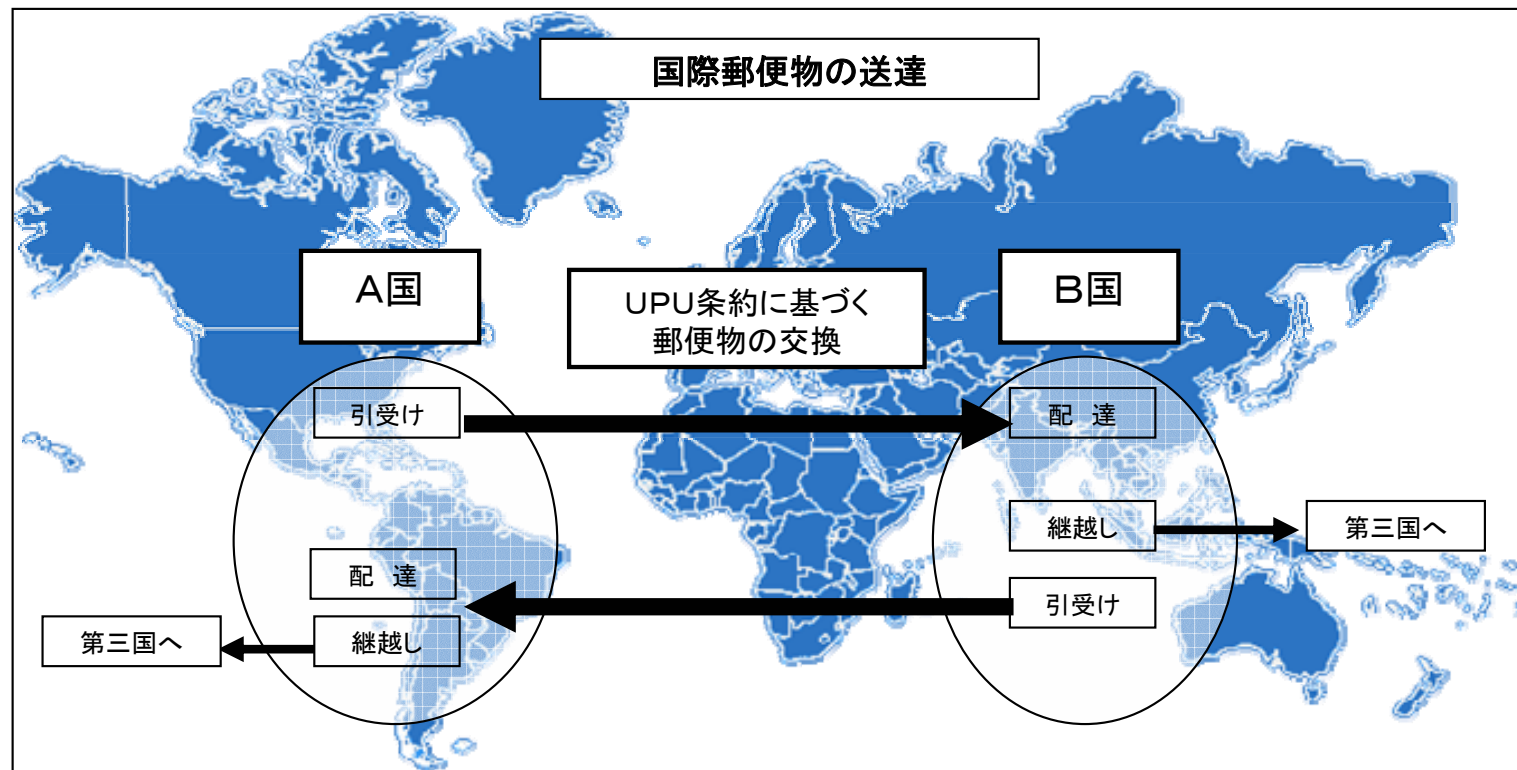 国際郵便物の送達
A国
UPU条約に基づく
郵便物の交換
B国
引受け
配 達
継越し
第三国へ
配 達
引受け
第三国へ
継越し